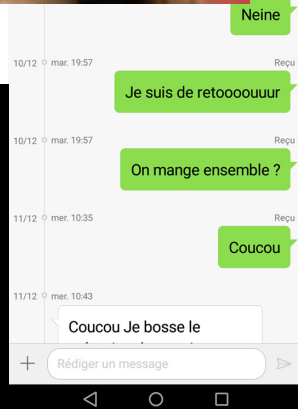 Neine
10/12 mar. 19:57 Reçu
Je suis de retoooouuur
10/12 mar. 19:57 Reçu
On mange ensemble ?
11/12 mer. 10:35 Reçu
Coucou
11/12 mer. 10:43
Coucou Je bosse le
Rédiger un message